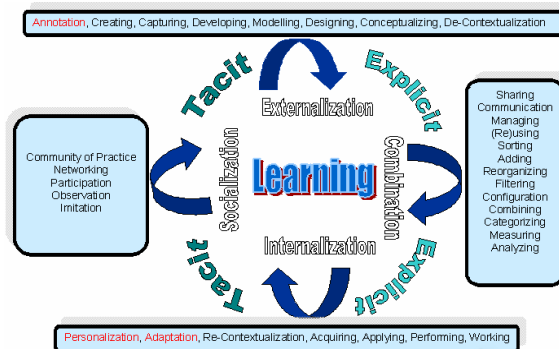 Annotation, Creating, Capturing, Developing, Modelling, Designing, Conceptualizing, De-Contextualization
Tacit
Explicit
Externalization
Community of Practice
Networking
Participation
Observation
Imitation
Socialization
Learning
Combination
Sharing
Communication
Managing
(Re)using
Sorting
Adding
Reorganizing
Filtering
Configuration
Combining
Categorizing
Measuring
Analyzing
Internalization
Tacit
Explicit
Personalization, Adaptation, Re-Contextualization, Acquiring, Applying, Performing, Working